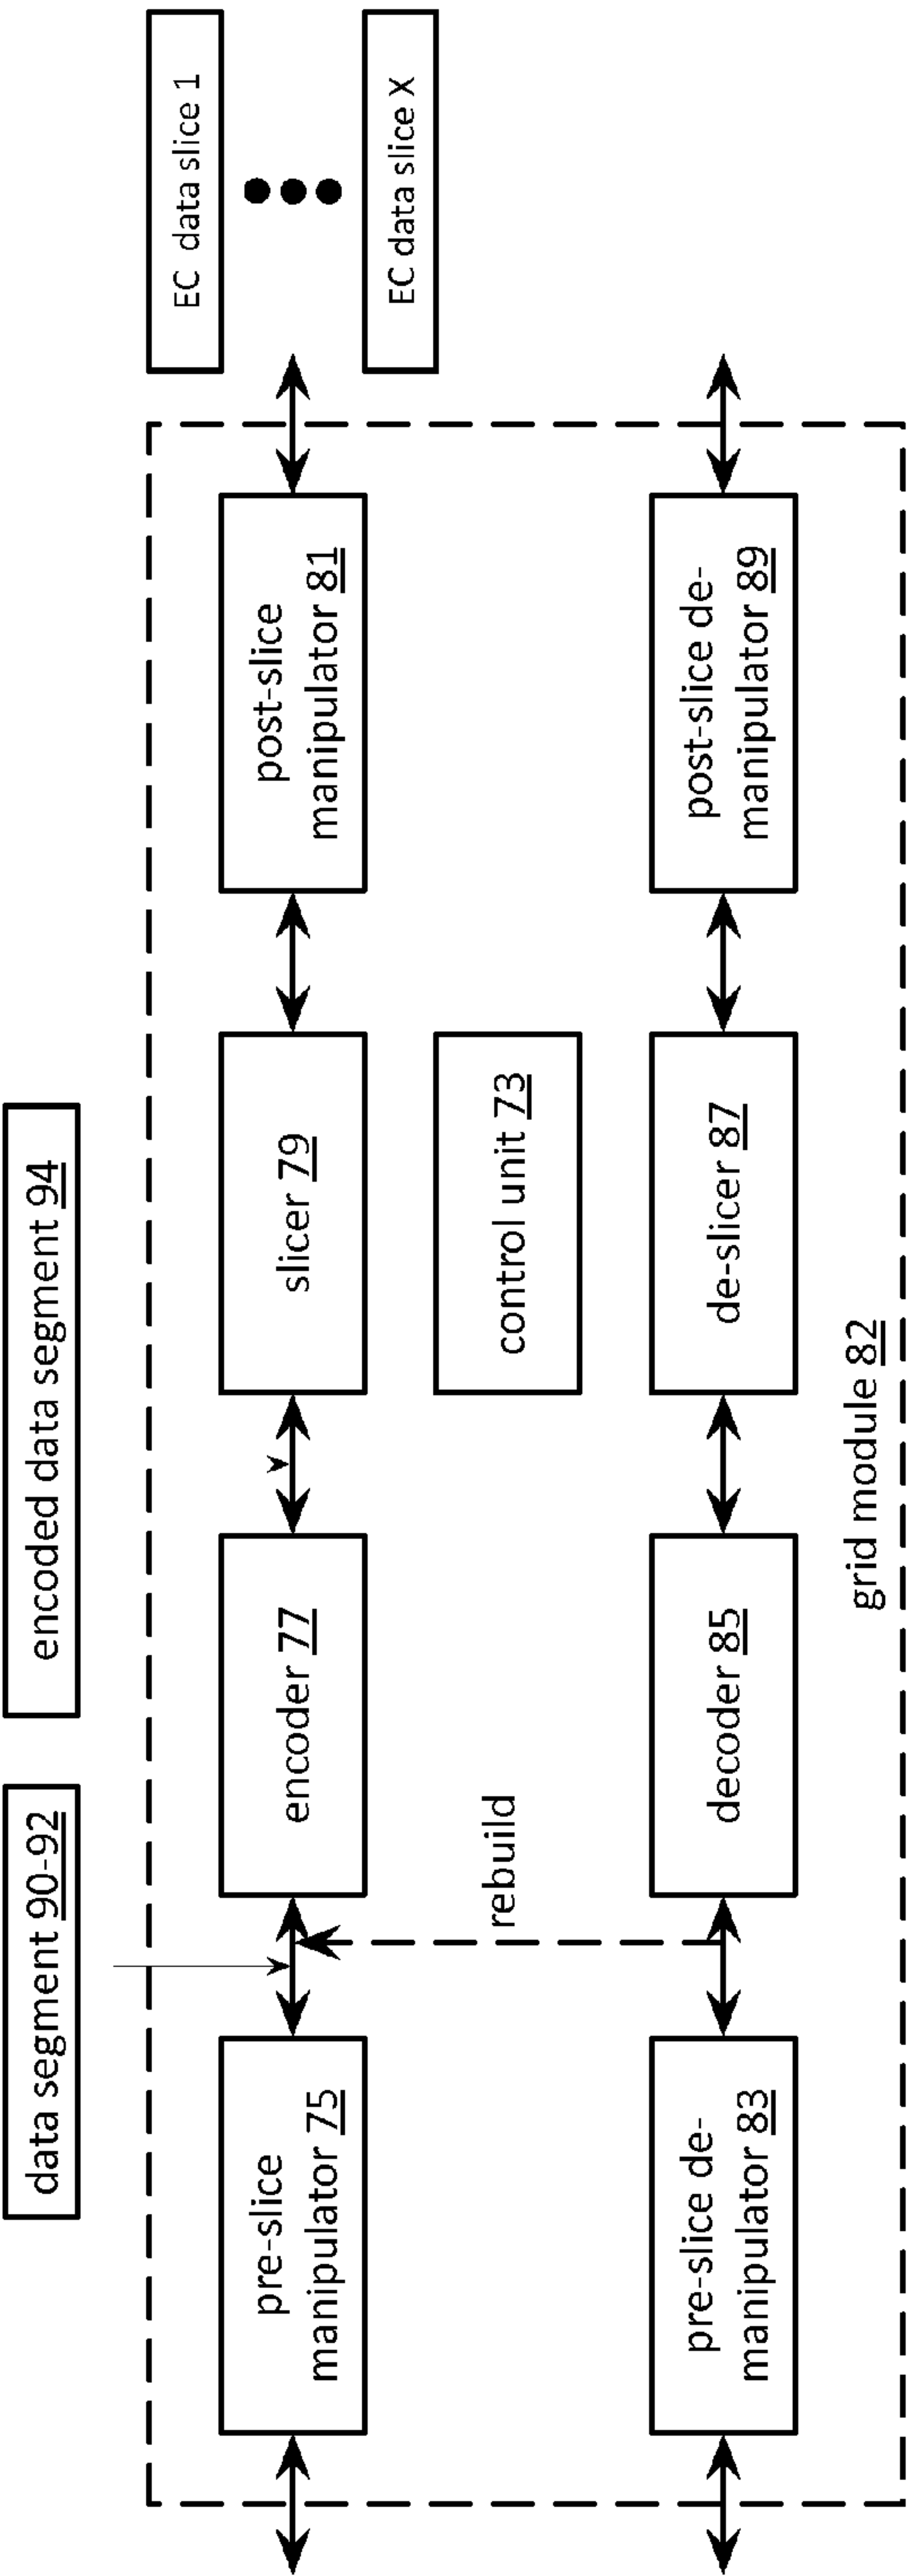 data segment 90-92
encoded data segment 94
pre-slice
manipulator 75
encoder 77
slicer 79
post-slice
manipulator 81
EC  data slice 1
EC data slice X
rebuild
control unit 73
pre-slice de-
manipulator 83
decoder 85
de-slicer 87
post-slice de-
manipulator 89
grid module 82